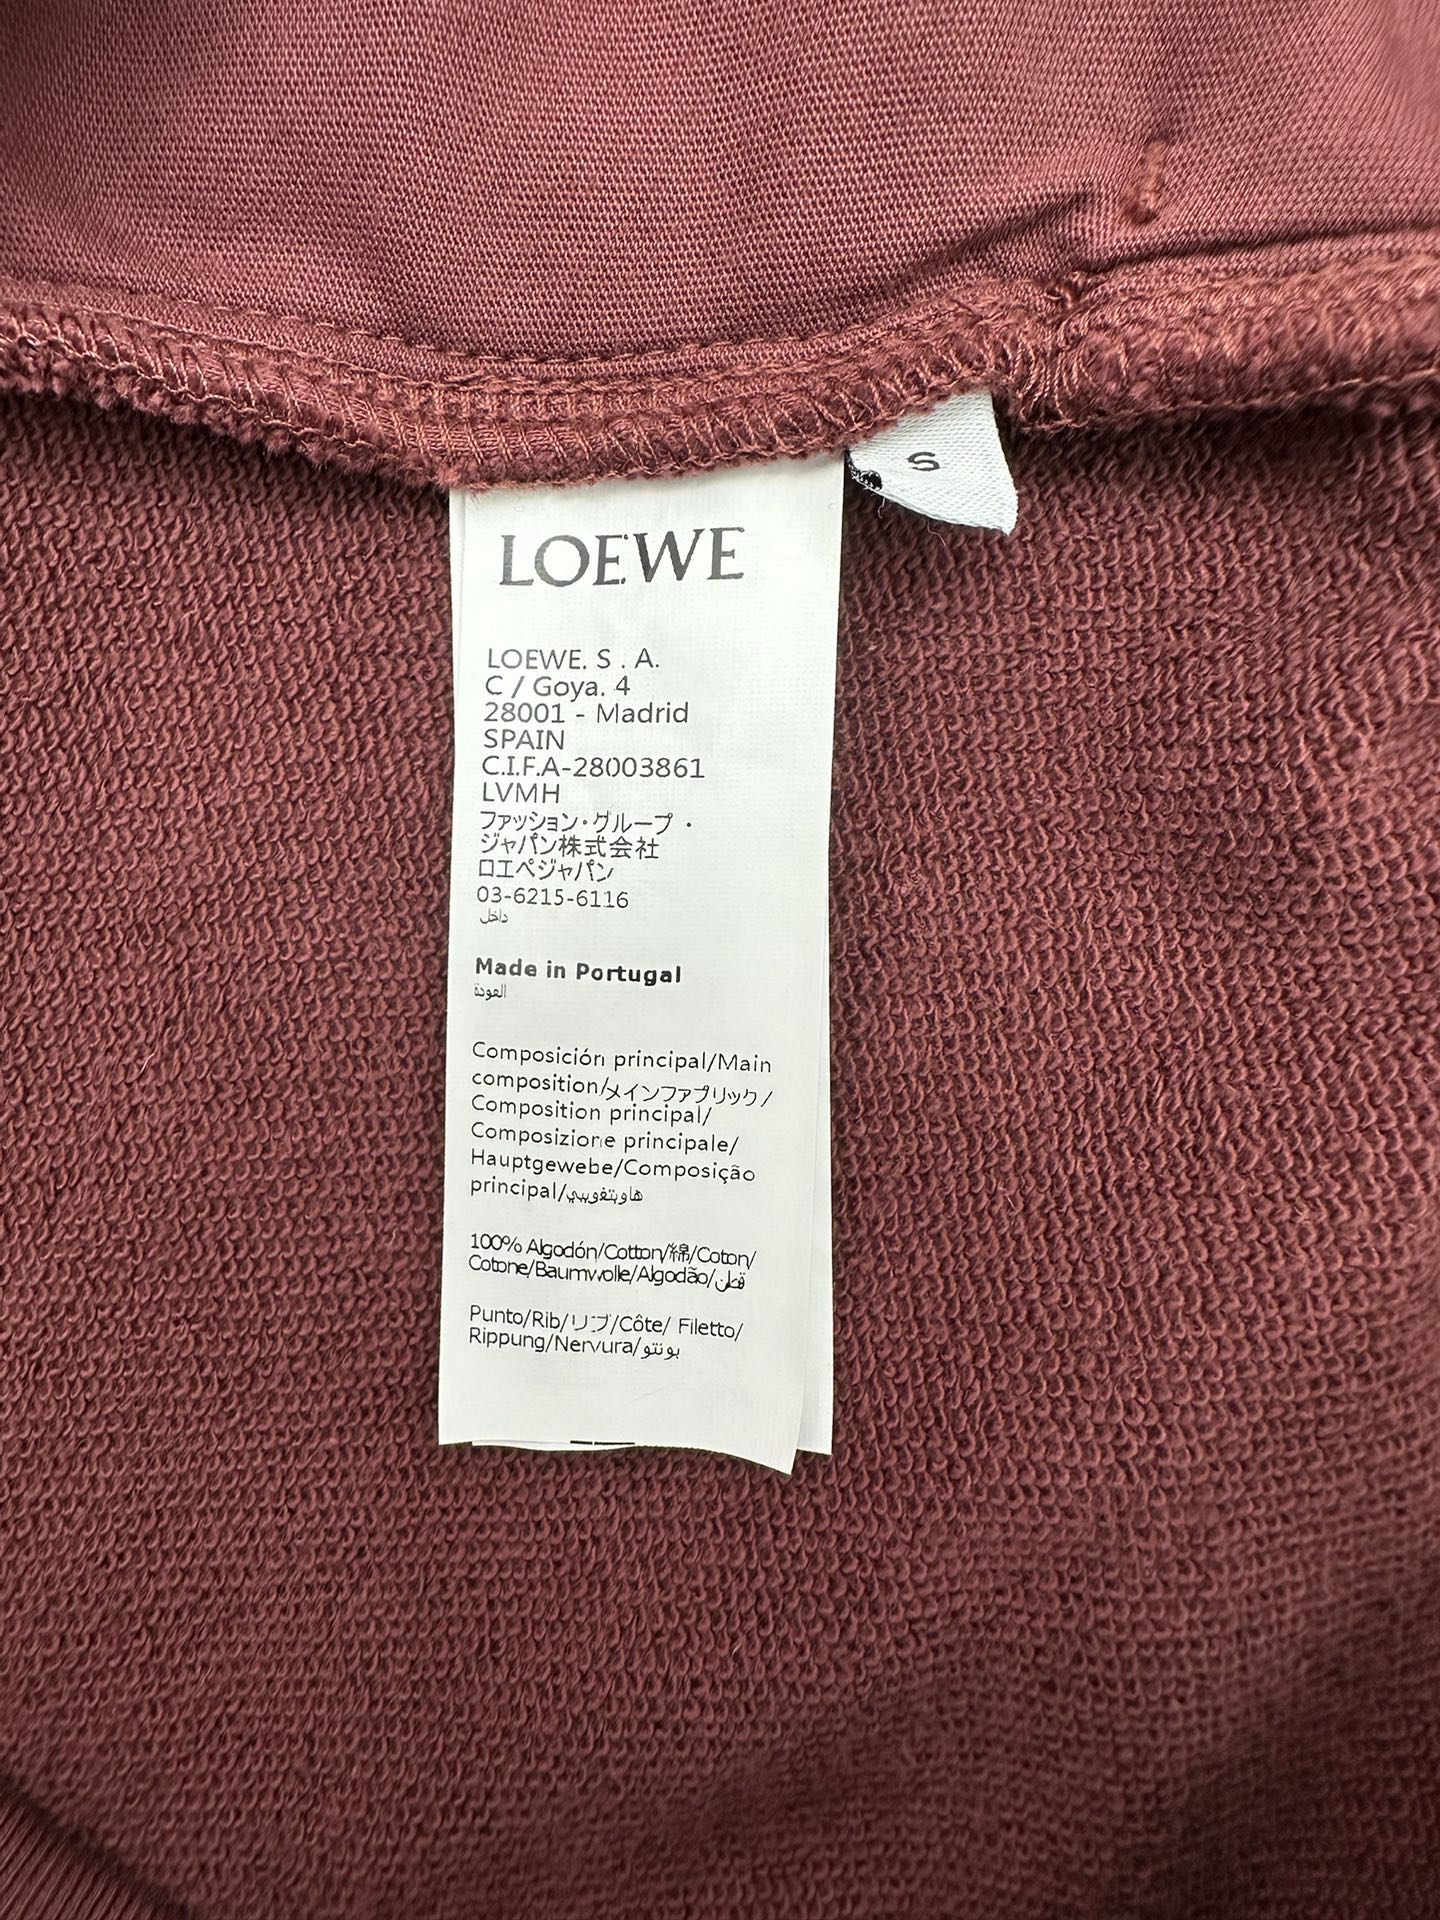 S
LOEWE
LOEWE. S . A.
C / Goya. 4
28001 - Madrid
SPAIN
C.I.F.A-28003861
LVMH
ファッション・グループ・
ジャパン株式会社
ロエベジャパン
03-6215-6116
داخل
Made in Portugal
العودة
Composición principal/Main
composition/メインファブリック/
Composition principal/
Composizione principale/
Hauptgewebe/Composição
principal/هاوبتغويبي
100% Algodón/Cotton/綿/Coton/
Cotone/Baumwolle/Algodão/قطن
Punto/Rib/リブ/Côte/ Filetto/
Rippung/Nervura/بونتو